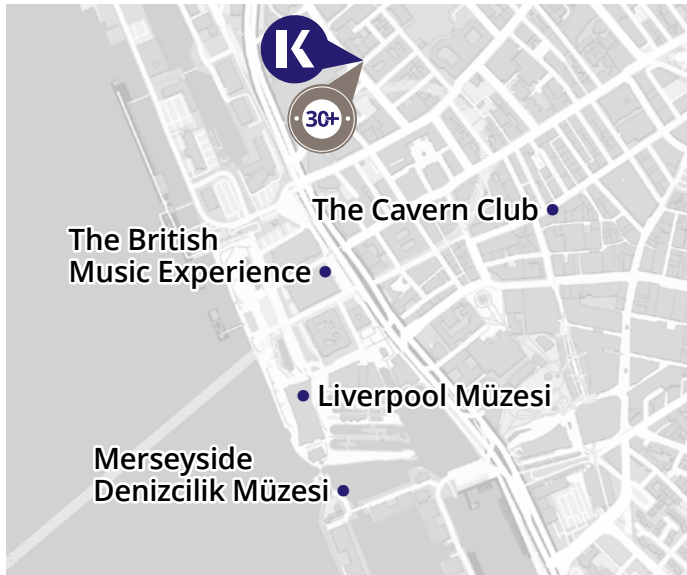 K
30+
The Cavern Club
The British
Music Experience
Liverpool Müzesi
Merseyside
Denizcilik Müzesi